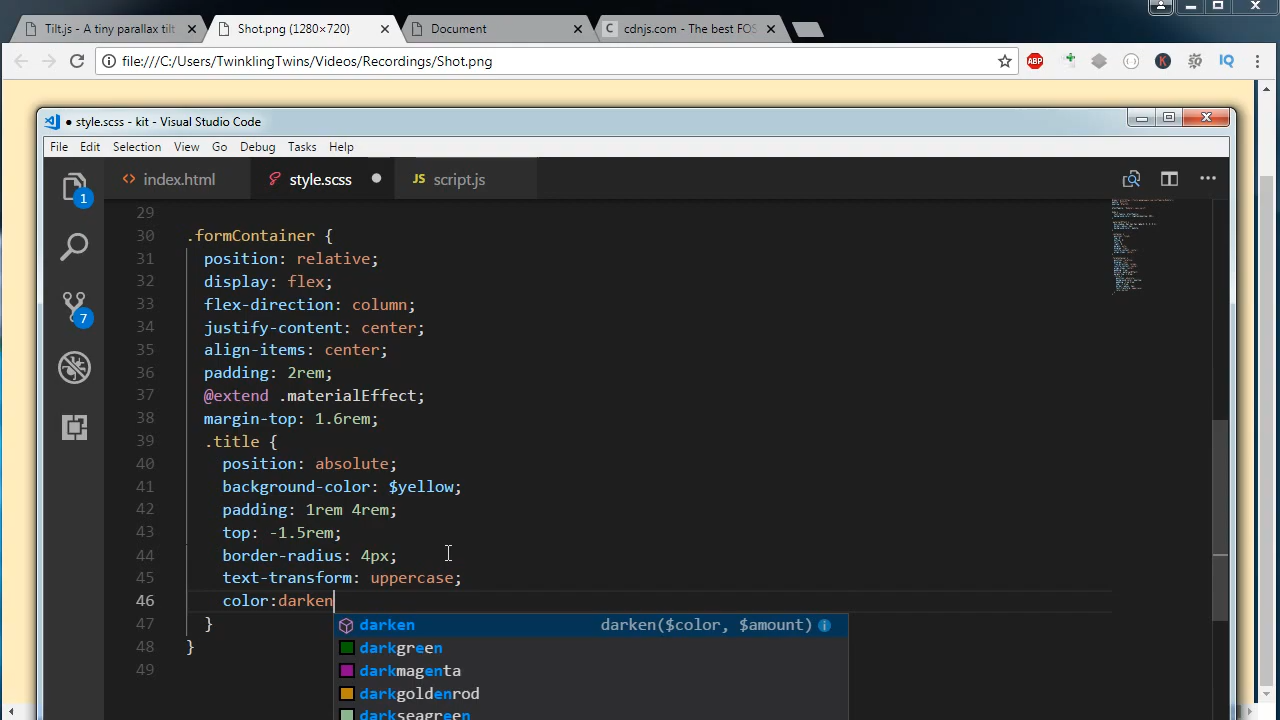 Tilt.js - A tiny parallax tilt
Shot.png (1280×720)
Document
cdnjs.com - The best FOS
file:///C:/Users/TwinklingTwins/Videos/Recordings/Shot.png
ABP
K
IQ
● style.scss - kit - Visual Studio Code
File Edit Selection View Go Debug Tasks Help
index.html
style.scss
JS script.js
1
7
29
30 .formContainer {
31 position: relative;
32 display: flex;
33 flex-direction: column;
34 justify-content: center;
35 align-items: center;
36 padding: 2rem;
37 @extend .materialEffect;
38 margin-top: 1.6rem;
39 .title {
40 position: absolute;
41 background-color: $yellow;
42 padding: 1rem 4rem;
43 top: -1.5rem;
44 border-radius: 4px;
45 text-transform: uppercase;
46 color:darken
47 }
48 }
49
darken darken($color, $amount)
darkgreen
darkmagenta
darkgoldenrod
darkseagreen